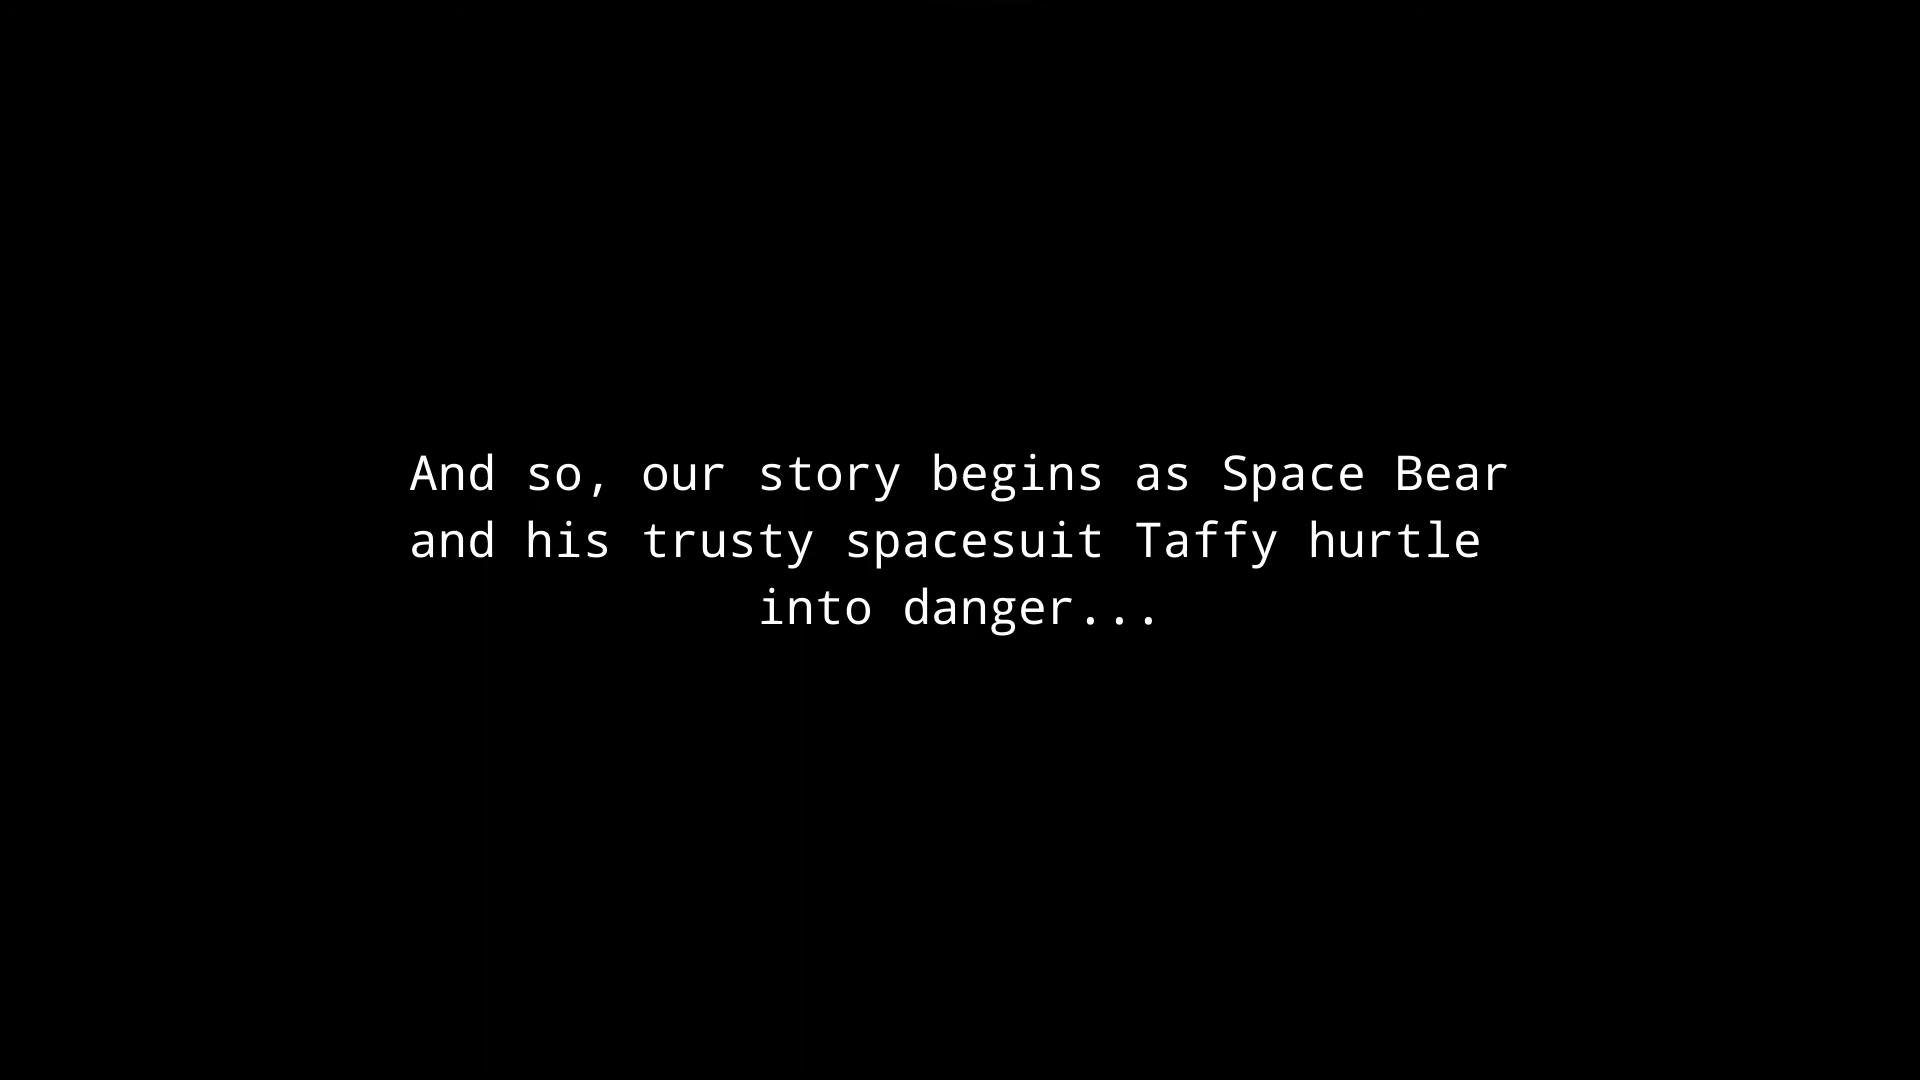 And so, our story begins as Space Bear
and his trusty spacesuit Taffy hurtle
into danger...